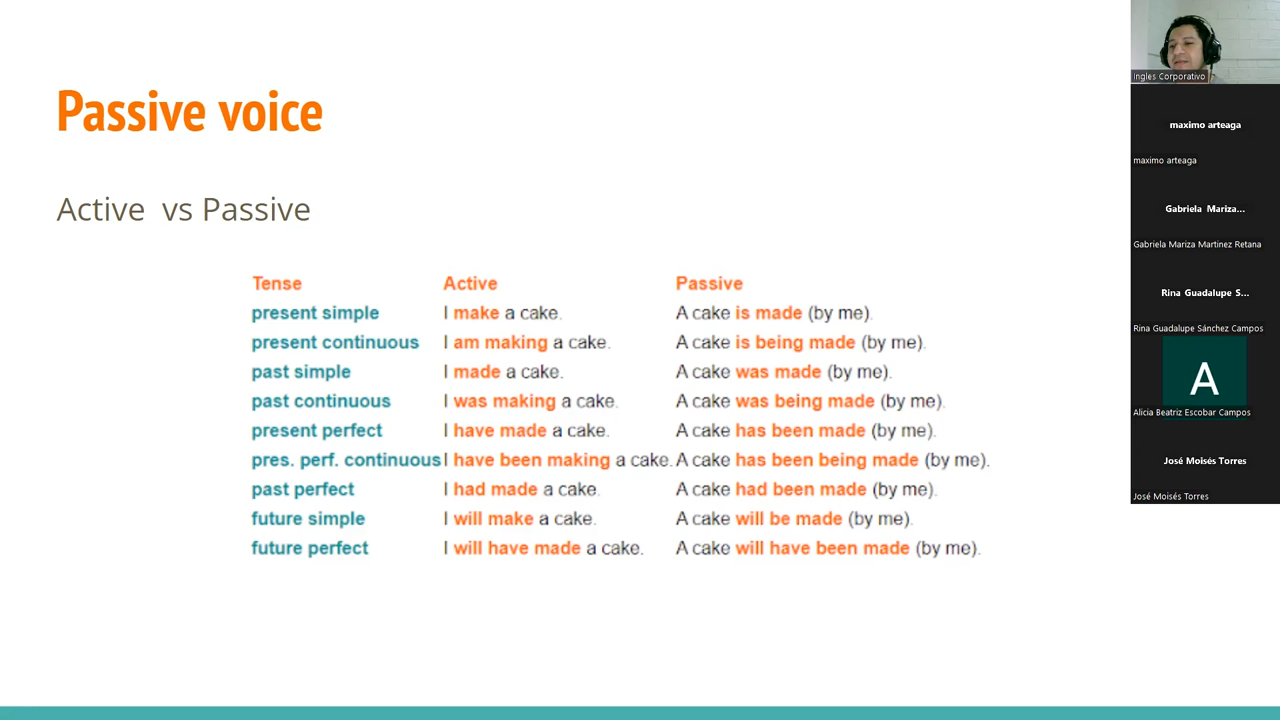 Passive voice
Active vs Passive
Tense Active Passive
present simple I make a cake. A cake is made (by me).
present continuous I am making a cake. A cake is being made (by me).
past simple I made a cake. A cake was made (by me).
past continuous I was making a cake. A cake was being made (by me).
present perfect I have made a cake. A cake has been made (by me).
pres. perf. continuous I have been making a cake. A cake has been being made (by me).
past perfect I had made a cake. A cake had been made (by me).
future simple I will make a cake. A cake will be made (by me).
future perfect I will have made a cake. A cake will have been made (by me).
Ingles Corporativo
maximo arteaga
maximo arteaga
Gabriela Mariza...
Gabriela Mariza Martinez Retana
Rina Guadalupe S...
Rina Guadalupe Sánchez Campos
A
Alicia Beatriz Escobar Campos
José Moisés Torres
José Moisés Torres